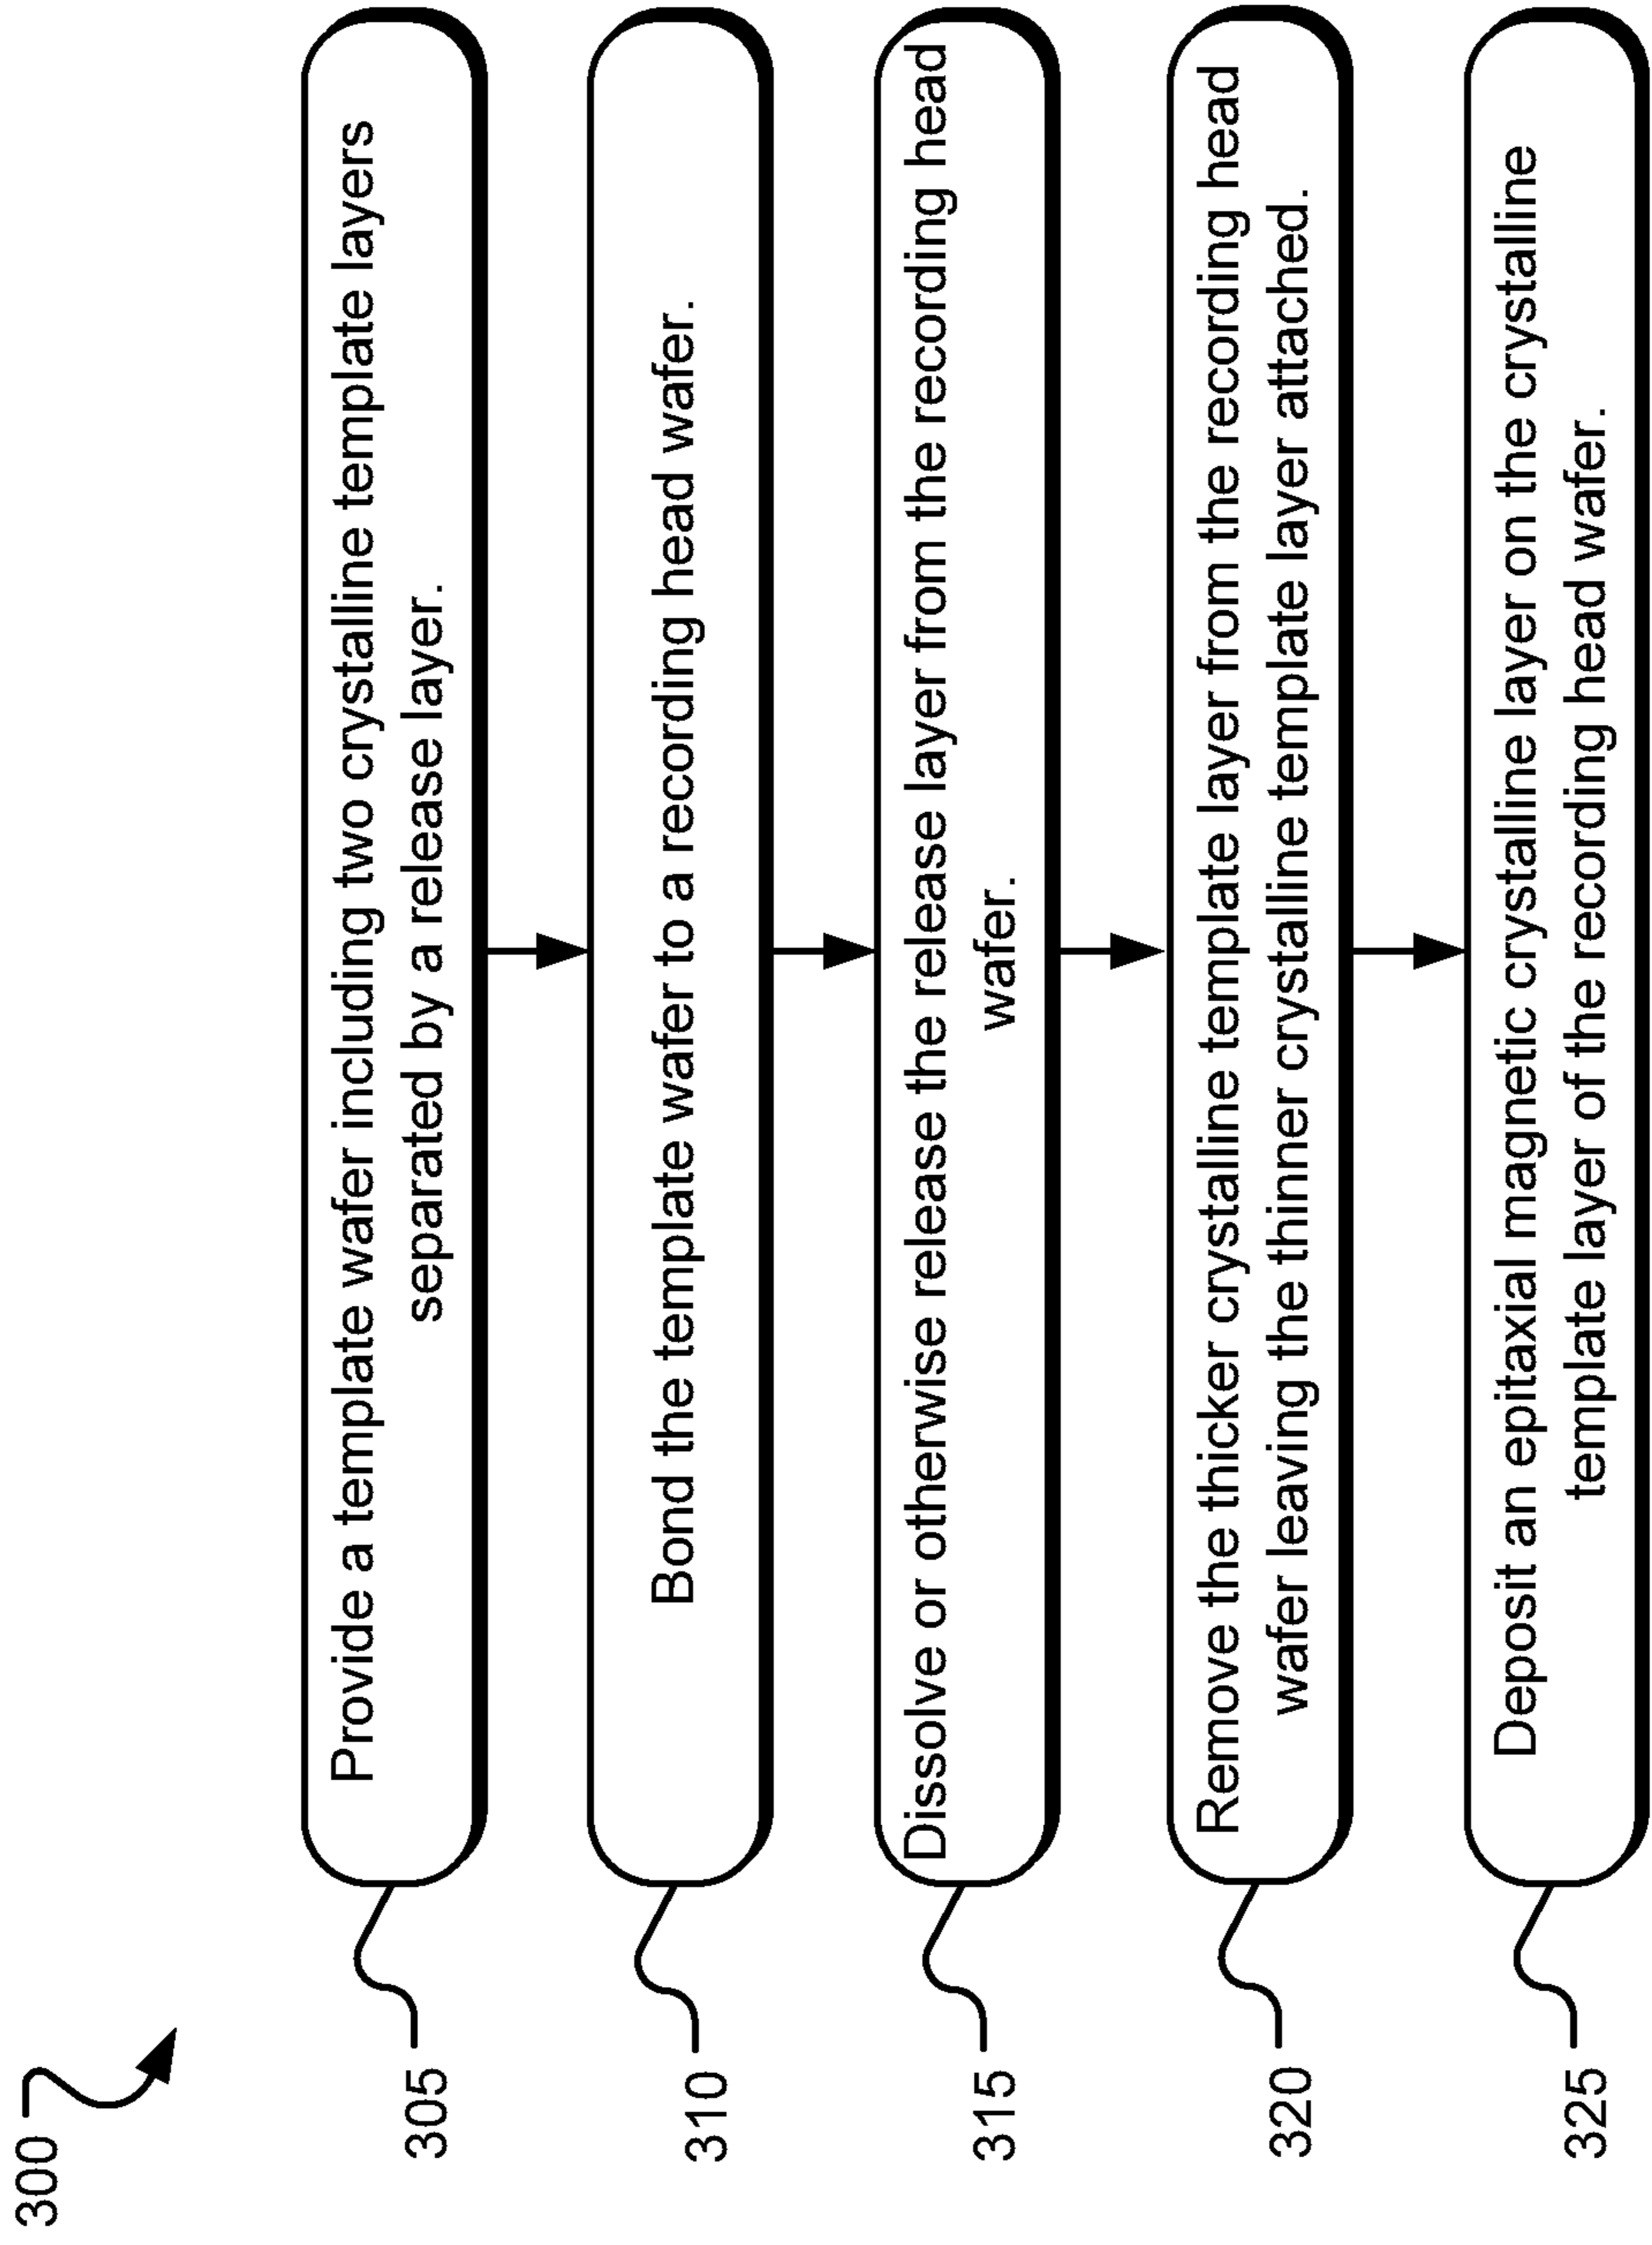 300
305
Provide a template wafer including two crystalline template layers
separated by a release layer.
310
Bond the template wafer to a recording head wafer.
315
Dissolve or otherwise release the release layer from the recording head
wafer.
320
Remove the thicker crystalline template layer from the recording head
wafer leaving the thinner crystalline template layer attached.
325
Deposit an epitaxial magnetic crystalline layer on the crystalline
template layer of the recording head wafer.